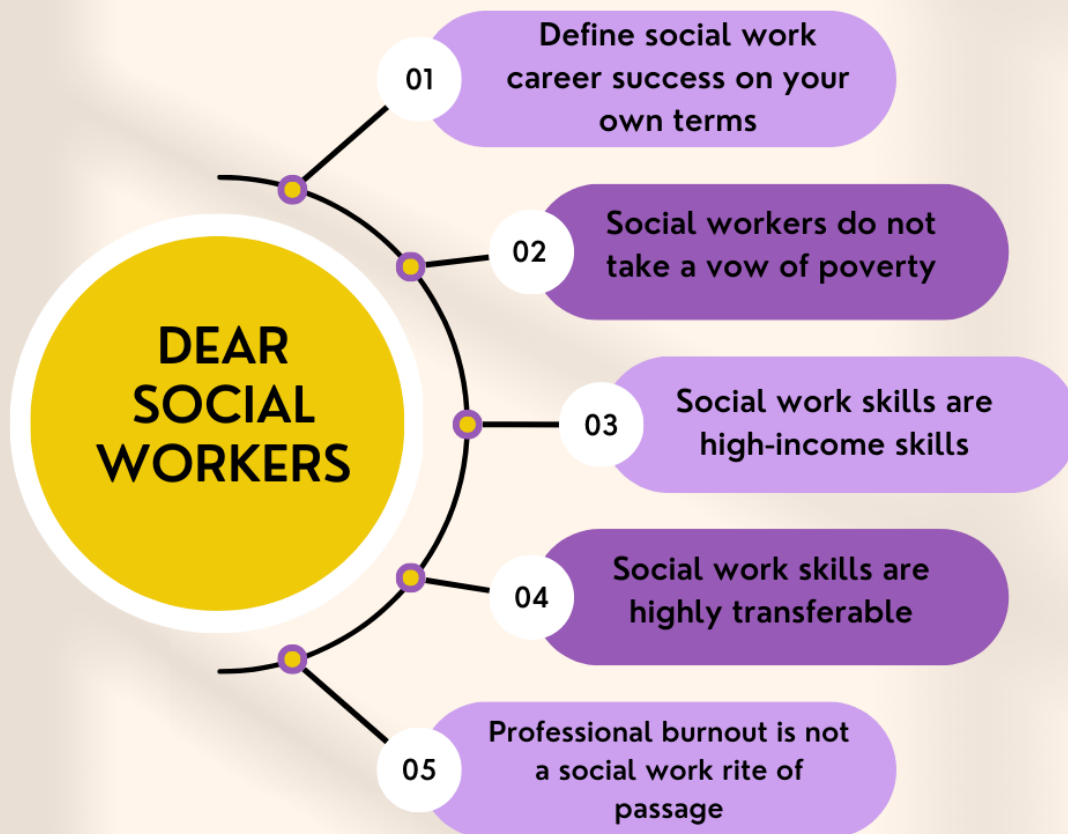 DEAR
SOCIAL
WORKERS
01
Define social work
career success on your
own terms
02
Social workers do not
take a vow of poverty
03
Social work skills are
high-income skills
04
Social work skills are
highly transferable
05
Professional burnout is not
a social work rite of
passage